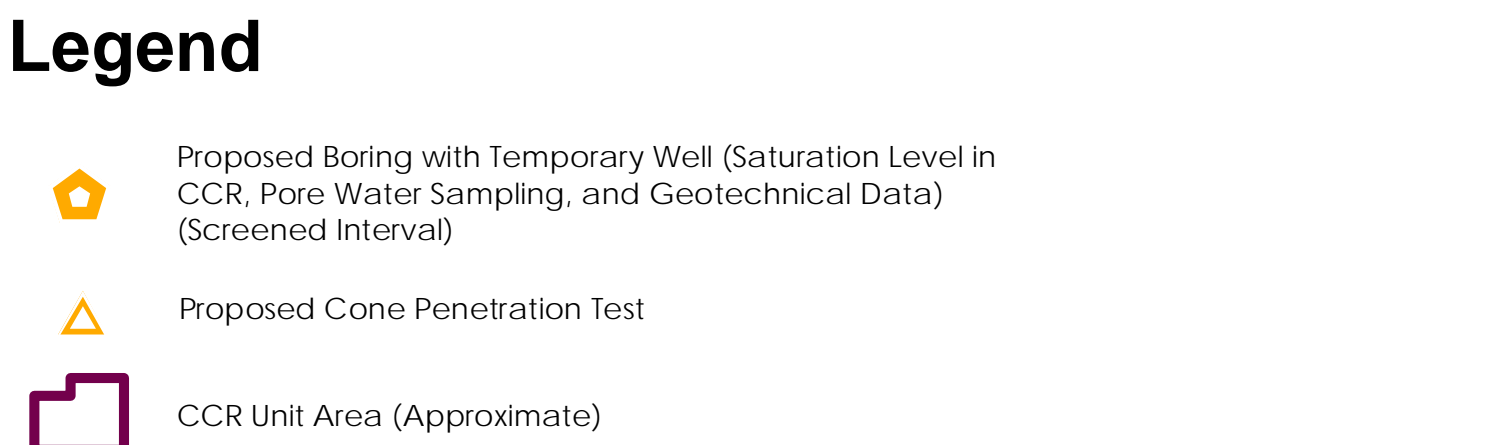 Legend
Proposed Boring with Temporary Well (Saturation Level in
CCR, Pore Water Sampling, and Geotechnical Data)
(Screened Interval)
Proposed Cone Penetration Test
CCR Unit Area (Approximate)